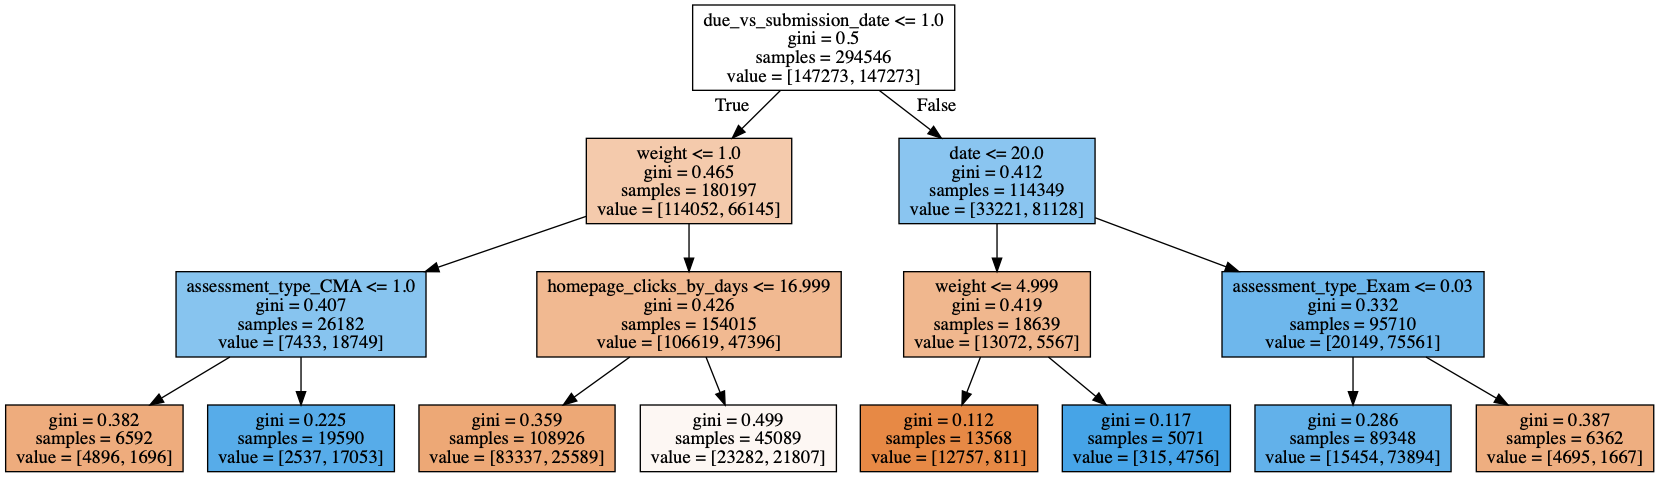 due_vs_submission_date <= 1.0
gini = 0.5
samples = 294546
value = [147273, 147273]
True
False
weight <= 1.0
gini = 0.465
samples = 180197
value = [114052, 66145]
date <= 20.0
gini = 0.412
samples = 114349
value = [33221, 81128]
assessment_type_CMA <= 1.0
gini = 0.407
samples = 26182
value = [7433, 18749]
homepage_clicks_by_days <= 16.999
gini = 0.426
samples = 154015
value = [106619, 47396]
weight <= 4.999
gini = 0.419
samples = 18639
value = [13072, 5567]
assessment_type_Exam <= 0.03
gini = 0.332
samples = 95710
value = [20149, 75561]
gini = 0.382
samples = 6592
value = [4896, 1696]
gini = 0.225
samples = 19590
value = [2537, 17053]
gini = 0.359
samples = 108926
value = [83337, 25589]
gini = 0.499
samples = 45089
value = [23282, 21807]
gini = 0.112
samples = 13568
value = [12757, 811]
gini = 0.117
samples = 5071
value = [315, 4756]
gini = 0.286
samples = 89348
value = [15454, 73894]
gini = 0.387
samples = 6362
value = [4695, 1667]